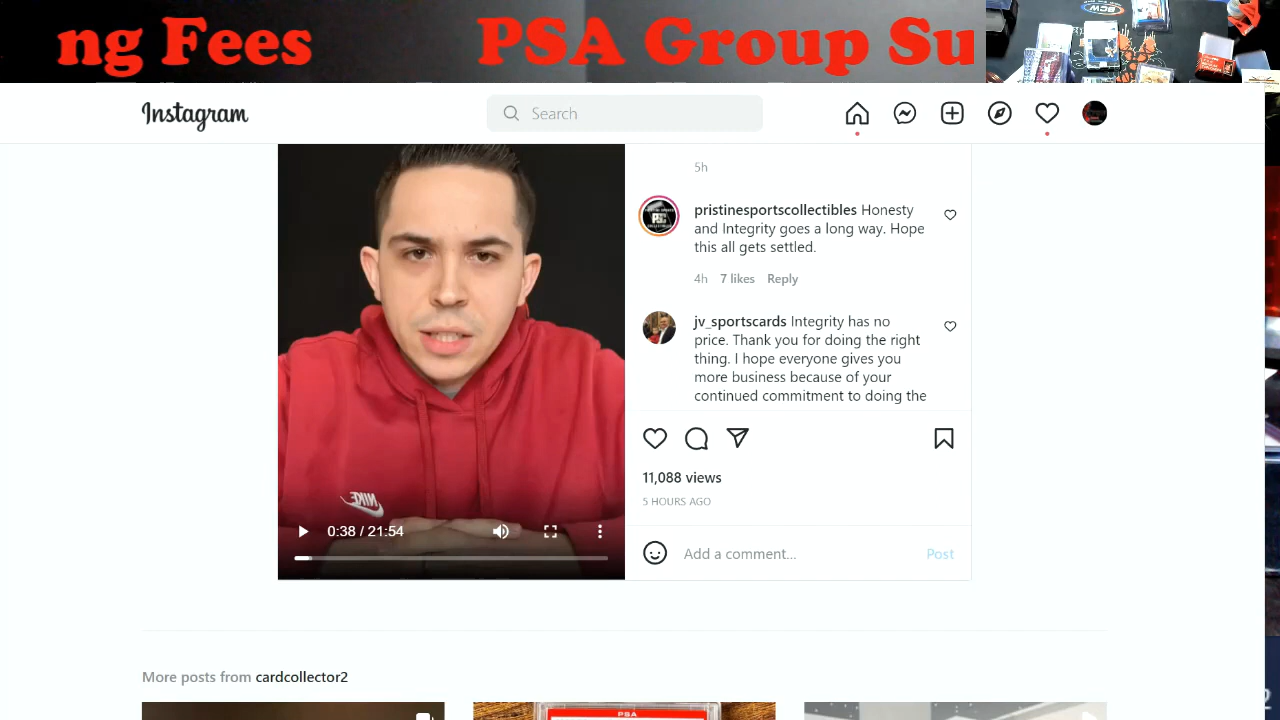 ng Fees PSA Group Su
BCW
Instagram
Search
5h
pristinesportscollectibles Honesty
and Integrity goes a long way. Hope
this all gets settled.
4h 7 likes Reply
PSC
jv_sportscards Integrity has no
price. Thank you for doing the right
thing. I hope everyone gives you
more business because of your
continued commitment to doing the
NIKE
0:38 / 21:54
11,088 views
5 HOURS AGO
Add a comment... Post
More posts from cardcollector2
PSA